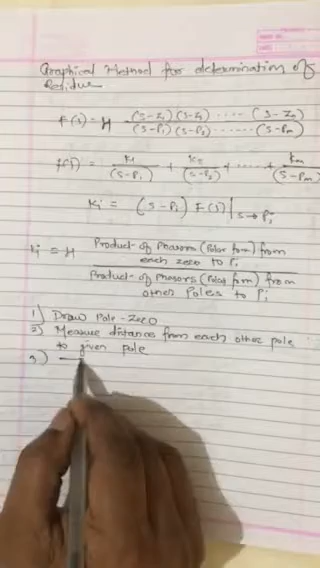 Graphical Method for determination of
Residue
F(s) = H (s-Z₁)(s-Z₂) ...... (s-Zₙ) / (s-P₁)(s-P₂) ...... (s-Pₘ)
f(s) = K₁/(s-P₁) + K₂/(s-P₂) + ...... + Kₘ/(s-Pₘ)
Ki = (s-Pi) F(s)|s→Pi
Ki = H Product of Phasors (Polar form) from
each zero to Pi
Product of Phasors (Polar form) from
other Poles to Pi
1) Draw Pole-Zero
2) Measure distance from each other pole
to given pole
3)